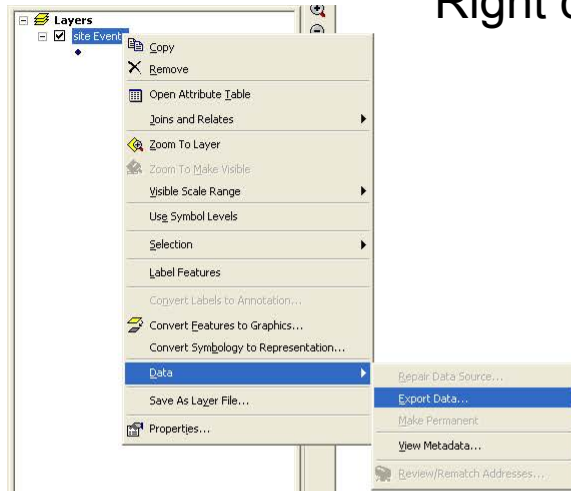 Right
Layers
site Event
Copy
Remove
Open Attribute Table
Joins and Relates
Zoom To Layer
Zoom To Make Visible
Visible Scale Range
Use Symbol Levels
Selection
Label Features
Convert Labels to Annotation...
Convert Features to Graphics...
Convert Symbology to Representation...
Data
Save As Layer File...
Properties...
Repair Data Source...
Export Data...
Make Permanent
View Metadata...
Review/Rematch Addresses...